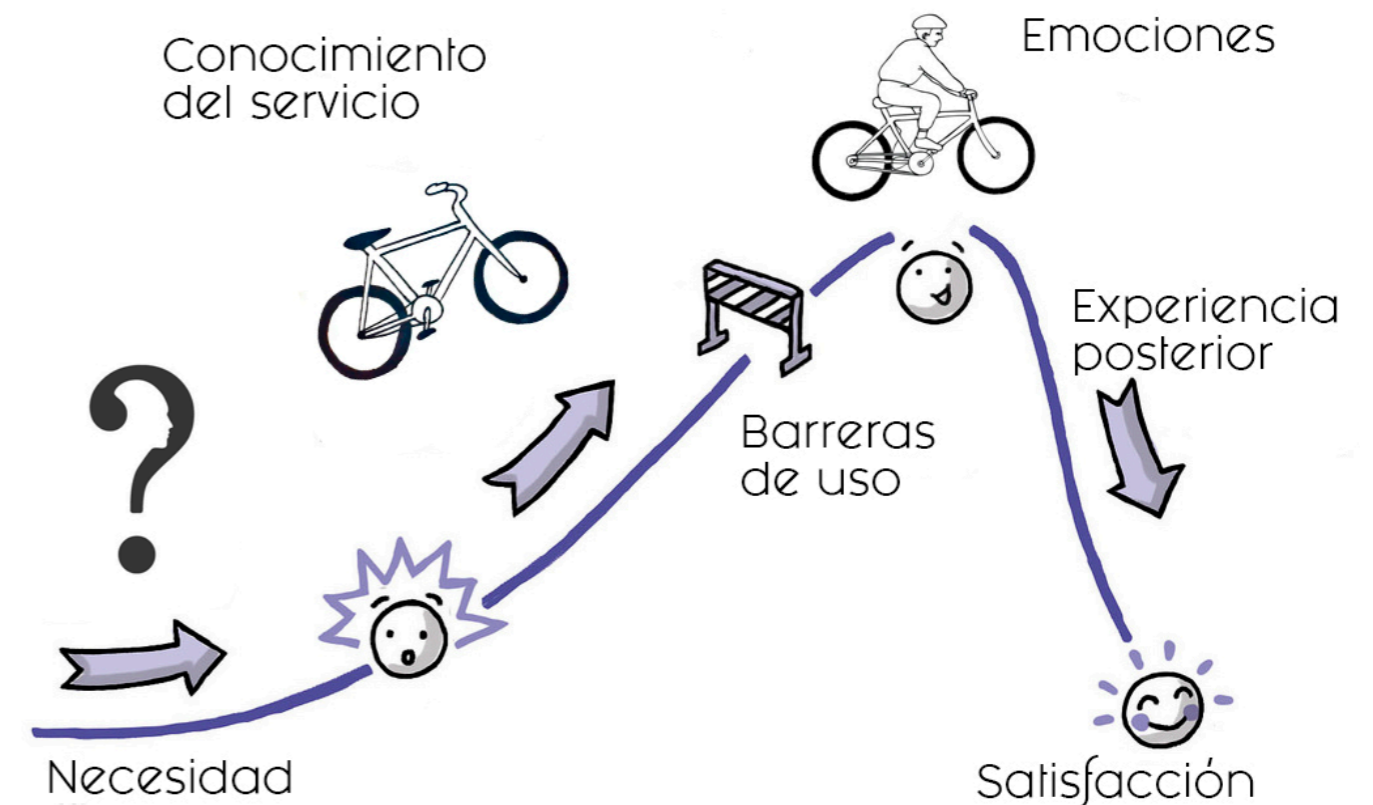 Conocimiento
del servicio
Emociones
Experiencia
posterior
Barreras
de uso
Necesidad
Satisfacción